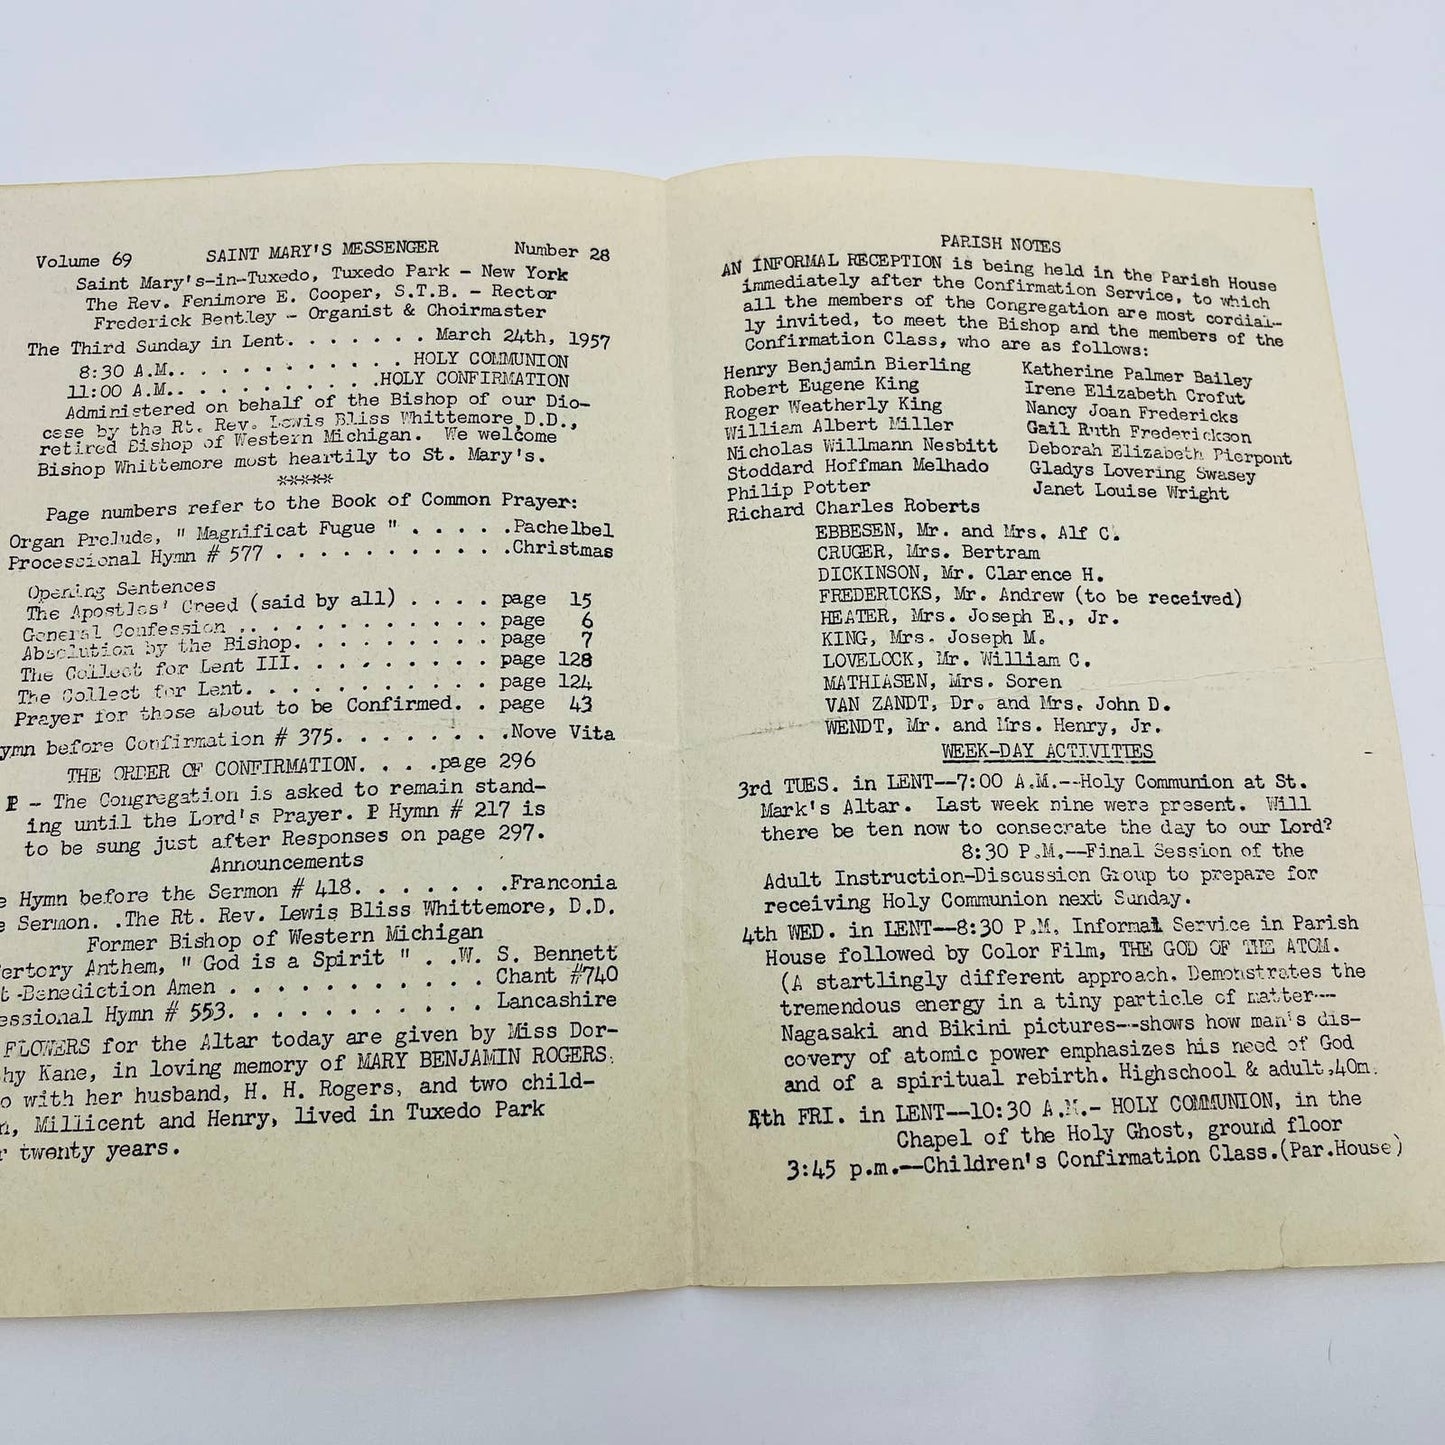 Volume 69 SAINT MARY'S MESSENGER Number 28
Saint Mary's-in-Tuxedo, Tuxedo Park - New York
The Rev. Fenimore E. Cooper, S.T.B. - Rector
Frederick Bentley - Organist & Choirmaster
The Third Sunday in Lent. . . . . . . March 24th, 1957
8:30 A.M.. . . . . . . . . . . HOLY COMMUNION
11:00 A.M.. . . . . . . . . .HOLY CONFIRMATION
Administered on behalf of the Bishop of our Dio-
cese by the Rt. Rev. Lewis Bliss Whittemore,D.D.,
retired Bishop of Western Michigan. We welcome
Bishop Whittemore most heartily to St. Mary's.
*****
Page numbers refer to the Book of Common Prayer:
Organ Prelude, " Magnificat Fugue " . . . . .Pachelbel
Processional Hymn # 577 . . . . . . . . . . .Christmas
Opening Sentences
The Apostles' Creed (said by all) . . . . page 15
General Confession . . . . . . . . . . . . page 6
Absolution by the Bishop. . . . . . . . . page 7
The Collect for Lent III. . . . . . . . . page 128
The Collect for Lent. . . . . . . . . . . page 124
Prayer for those about to be Confirmed. . page 43
ymn before Confirmation # 375. . . . . . . .Nove Vita
THE ORDER OF CONFIRMATION. . . .page 296
P - The Congregation is asked to remain stand-
ing until the Lord's Prayer. P Hymn # 217 is
to be sung just after Responses on page 297.
Announcements
e Hymn before the Sermon # 418. . . . . . .Franconia
e Sermon. .The Rt. Rev. Lewis Bliss Whittemore, D.D.
Former Bishop of Western Michigan
fertory Anthem, " God is a Spirit " . .W. S. Bennett
t-Benediction Amen . . . . . . . . . . . Chant #740
essional Hymn # 553. . . . . . . . . . . Lancashire
FLOWERS for the Altar today are given by Miss Dor-
hy Kane, in loving memory of MARY BENJAMIN ROGERS,
o with her husband, H. H. Rogers, and two child-
n, Millicent and Henry, lived in Tuxedo Park
r twenty years.
PARISH NOTES
AN INFORMAL RECEPTION is being held in the Parish House
immediately after the Confirmation Service, to which
all the members of the Congregation are most cordial-
ly invited, to meet the Bishop and the members of the
Confirmation Class, who are as follows:
Henry Benjamin Bierling Katherine Palmer Bailey
Robert Eugene King Irene Elizabeth Crofut
Roger Weatherly King Nancy Joan Fredericks
William Albert Miller Gail Ruth Frederickson
Nicholas Willmann Nesbitt Deborah Elizabeth Pierpont
Stoddard Hoffman Melhado Gladys Lovering Swasey
Philip Potter Janet Louise Wright
Richard Charles Roberts
EBBESEN, Mr. and Mrs. Alf C.
CRUGER, Mrs. Bertram
DICKINSON, Mr. Clarence H.
FREDERICKS, Mr. Andrew (to be received)
HEATER, Mrs. Joseph E., Jr.
KING, Mrs. Joseph M.
LOVELOCK, Mr. William C.
MATHIASEN, Mrs. Soren
VAN ZANDT, Dr. and Mrs. John D.
WENDT, Mr. and Mrs. Henry, Jr.
WEEK-DAY ACTIVITIES
3rd TUES. in LENT--7:00 A.M.--Holy Communion at St.
Mark's Altar. Last week nine were present. Will
there be ten now to consecrate the day to our Lord?
8:30 P.M.--Final Session of the
Adult Instruction-Discussion Group to prepare for
receiving Holy Communion next Sunday.
4th WED. in LENT--8:30 P.M. Informal Service in Parish
House followed by Color Film, THE GOD OF THE ATOM.
(A startlingly different approach. Demonstrates the
tremendous energy in a tiny particle of matter---
Nagasaki and Bikini pictures--shows how man's dis-
covery of atomic power emphasizes his need of God
and of a spiritual rebirth. Highschool & adult,40m.
4th FRI. in LENT--10:30 A.M.- HOLY COMMUNION, in the
Chapel of the Holy Ghost, ground floor
3:45 p.m.--Children's Confirmation Class.(Par.House)